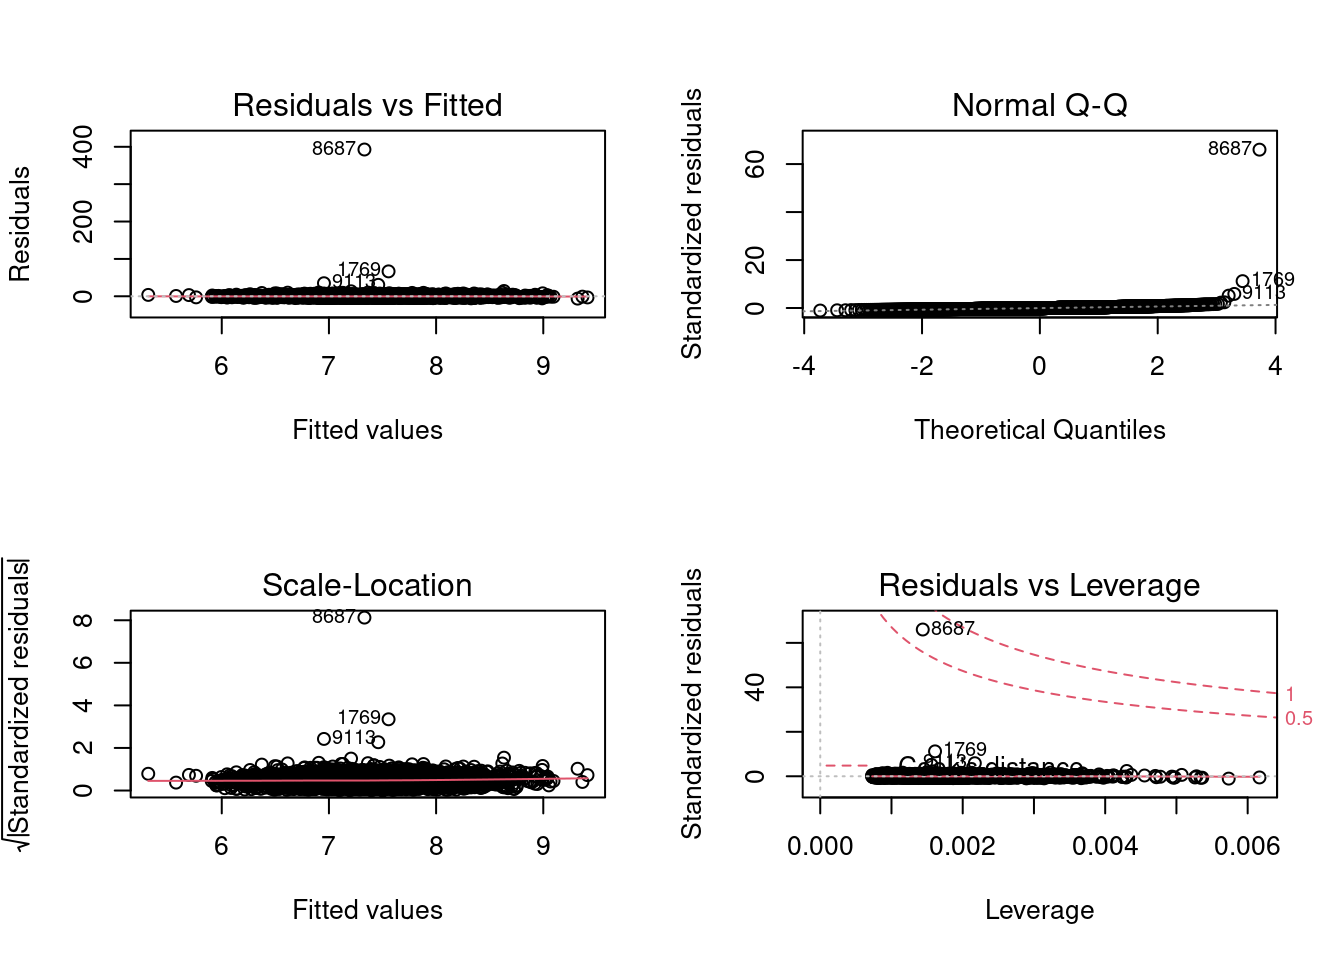 Residuals vs Fitted
Residuals
400
200
0
8687
1769
9113
6 7 8 9
Fitted values
Normal Q-Q
Standardized residuals
60
20
0
8687
1769
9113
-4 -2 0 2 4
Theoretical Quantiles
Scale-Location
√|Standardized residuals|
8
6
4
2
0
8687
1769
9113
6 7 8 9
Fitted values
Residuals vs Leverage
Standardized residuals
40
0
8687
1769
9113
distance
1
0.5
0.000 0.002 0.004 0.006
Leverage